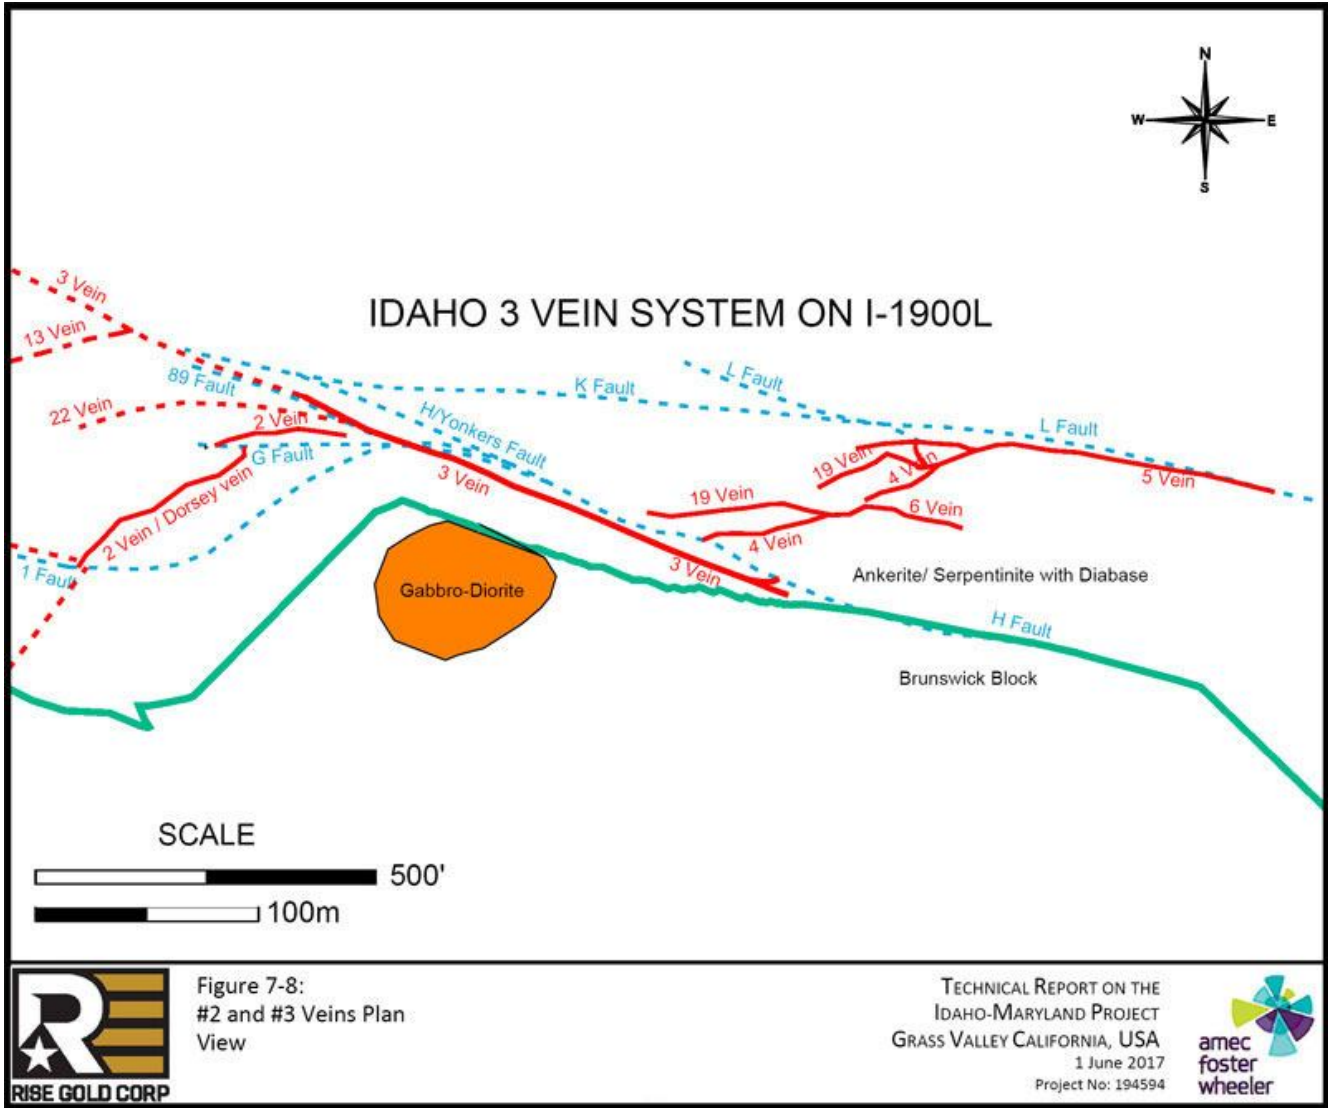 N
W
E
S
IDAHO 3 VEIN SYSTEM ON I-1900L
3 Vein
13 Vein
89 Fault
22 Vein
2 Vein
G Fault
2 Vein / Dorsey vein
1 Fault
K Fault
H/Yonkers Fault
3 Vein
L Fault
L Fault
19 Vein
4 Vein
5 Vein
19 Vein
6 Vein
4 Vein
3 Vein
Gabbro-Diorite
Ankerite/ Serpentinite with Diabase
H Fault
Brunswick Block
SCALE
500'
100m
R
RISE GOLD CORP
Figure 7-8:
#2 and #3 Veins Plan
View
TECHNICAL REPORT ON THE
IDAHO-MARYLAND PROJECT
GRASS VALLEY CALIFORNIA, USA
1 June 2017
Project No: 194594
amec
foster
wheeler